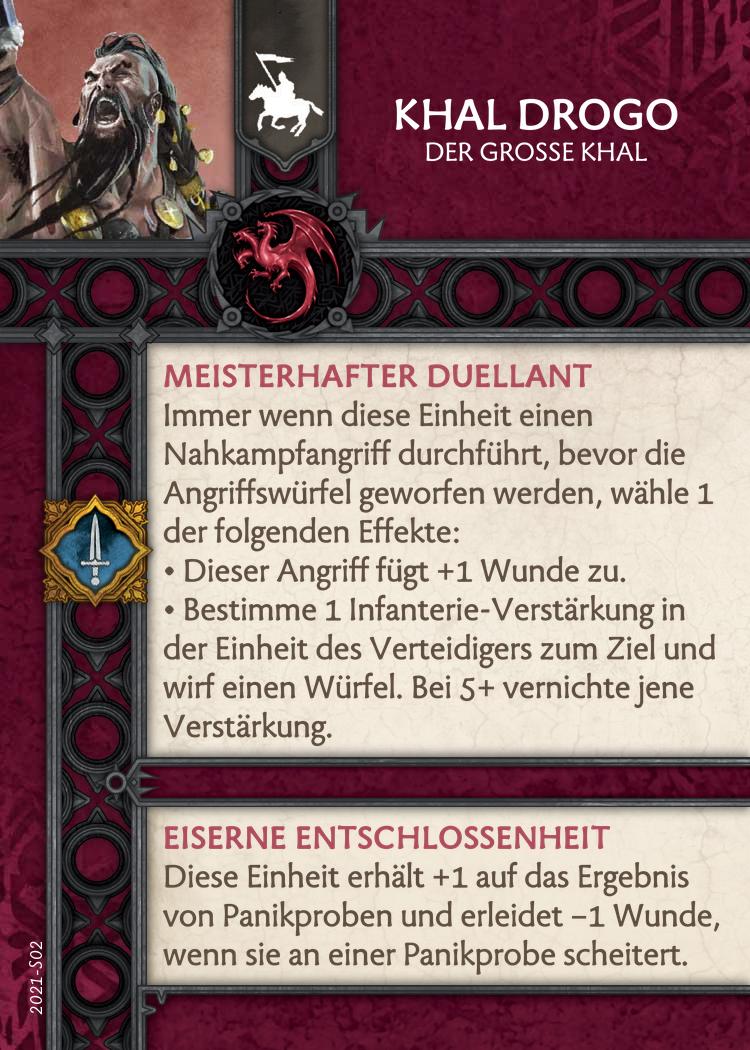 KHAL DROGO
DER GROSSE KHAL
MEISTERHAFTER DUELLANT
Immer wenn diese Einheit einen
Nahkampfangriff durchführt, bevor die
Angriffswürfel geworfen werden, wähle 1
der folgenden Effekte:
• Dieser Angriff fügt +1 Wunde zu.
• Bestimme 1 Infanterie-Verstärkung in
der Einheit des Verteidigers zum Ziel und
wirf einen Würfel. Bei 5+ vernichte jene
Verstärkung.
EISERNE ENTSCHLOSSENHEIT
Diese Einheit erhält +1 auf das Ergebnis
von Panikproben und erleidet −1 Wunde,
wenn sie an einer Panikprobe scheitert.
2021-S02